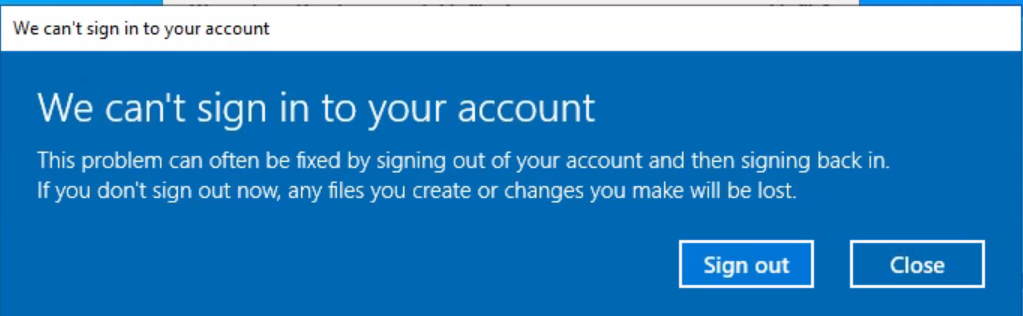 We can't sign in to your account
We can't sign in to your account
This problem can often be fixed by signing out of your account and then signing back in.
If you don't sign out now, any files you create or changes you make will be lost.
Sign out
Close